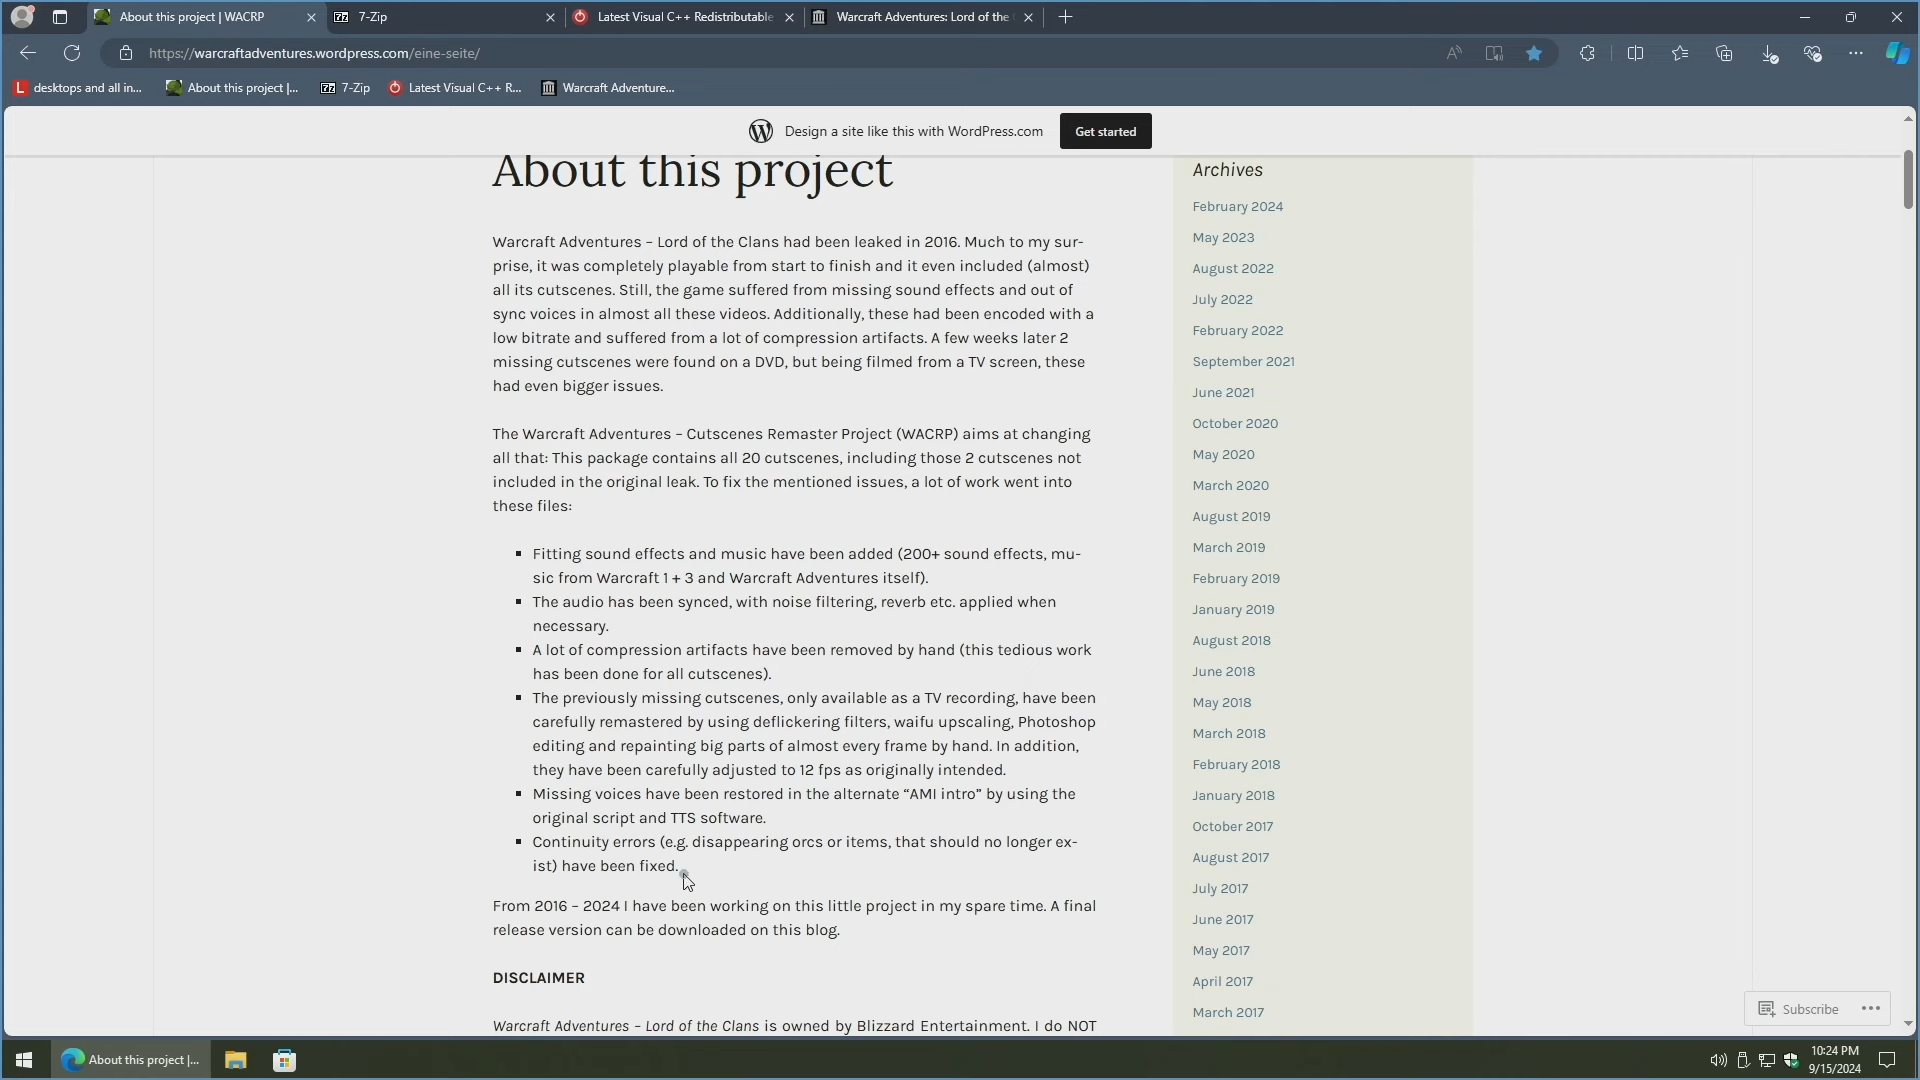 About this project | WACRP
7-Zip
Latest Visual C++ Redistributable
Warcraft Adventures: Lord of the
https://warcraftadventures.wordpress.com/eine-seite/
desktops and all in...
About this project |...
7-Zip
Latest Visual C++ R...
Warcraft Adventure...
Design a site like this with WordPress.com
Get started
About this project
Warcraft Adventures – Lord of the Clans had been leaked in 2016. Much to my sur-
prise, it was completely playable from start to finish and it even included (almost)
all its cutscenes. Still, the game suffered from missing sound effects and out of
sync voices in almost all these videos. Additionally, these had been encoded with a
low bitrate and suffered from a lot of compression artifacts. A few weeks later 2
missing cutscenes were found on a DVD, but being filmed from a TV screen, these
had even bigger issues.
The Warcraft Adventures – Cutscenes Remaster Project (WACRP) aims at changing
all that: This package contains all 20 cutscenes, including those 2 cutscenes not
included in the original leak. To fix the mentioned issues, a lot of work went into
these files:
Fitting sound effects and music have been added (200+ sound effects, mu-
sic from Warcraft 1 + 3 and Warcraft Adventures itself).
The audio has been synced, with noise filtering, reverb etc. applied when
necessary.
A lot of compression artifacts have been removed by hand (this tedious work
has been done for all cutscenes).
The previously missing cutscenes, only available as a TV recording, have been
carefully remastered by using deflickering filters, waifu upscaling, Photoshop
editing and repainting big parts of almost every frame by hand. In addition,
they have been carefully adjusted to 12 fps as originally intended.
Missing voices have been restored in the alternate “AMI intro” by using the
original script and TTS software.
Continuity errors (e.g. disappearing orcs or items, that should no longer ex-
ist) have been fixed.
From 2016 – 2024 I have been working on this little project in my spare time. A final
release version can be downloaded on this blog.
DISCLAIMER
Warcraft Adventures – Lord of the Clans is owned by Blizzard Entertainment. I do NOT
Archives
February 2024
May 2023
August 2022
July 2022
February 2022
September 2021
June 2021
October 2020
May 2020
March 2020
August 2019
March 2019
February 2019
January 2019
August 2018
June 2018
May 2018
March 2018
February 2018
January 2018
October 2017
August 2017
July 2017
June 2017
May 2017
April 2017
March 2017
Subscribe
About this project |...
10:24 PM
9/15/2024